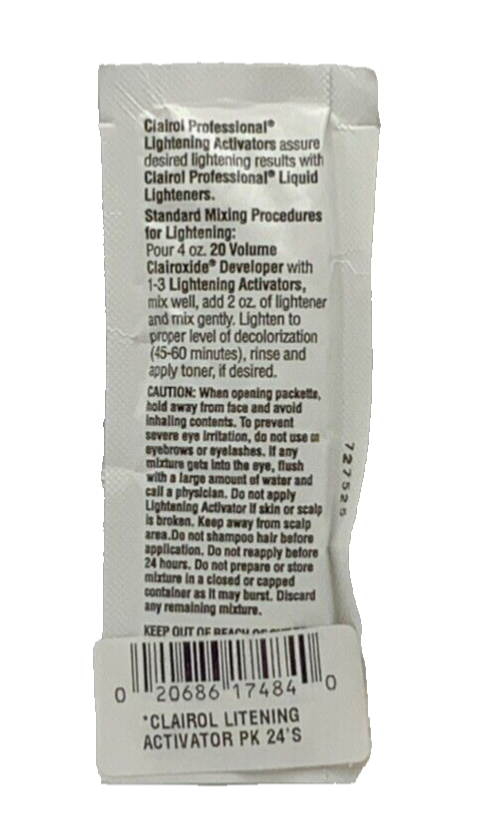 Clairol Professional®
Lightening Activators assure
desired lightening results with
Clairol Professional® Liquid
Lighteners.
Standard Mixing Procedures
for Lightening:
Pour 4 oz. 20 Volume
Clairoxide® Developer with
1-3 Lightening Activators,
mix well, add 2 oz. of lightener
and mix gently. Lighten to
proper level of decolorization
(45-60 minutes), rinse and
apply toner, if desired.
CAUTION: When opening packette,
hold away from face and avoid
inhaling contents. To prevent
severe eye irritation, do not use on
eyebrows or eyelashes. If any
mixture gets into the eye, flush
with a large amount of water and
call a physician. Do not apply
Lightening Activator if skin or scalp
is broken. Keep away from scalp
area.Do not shampoo hair before
application. Do not reapply before
24 hours. Do not prepare or store
mixture in a closed or capped
container as it may burst. Discard
any remaining mixture.
KEEP OUT OF REACH OF
727525
0 20686 17484 0
*CLAIROL LITENING
ACTIVATOR PK 24'S